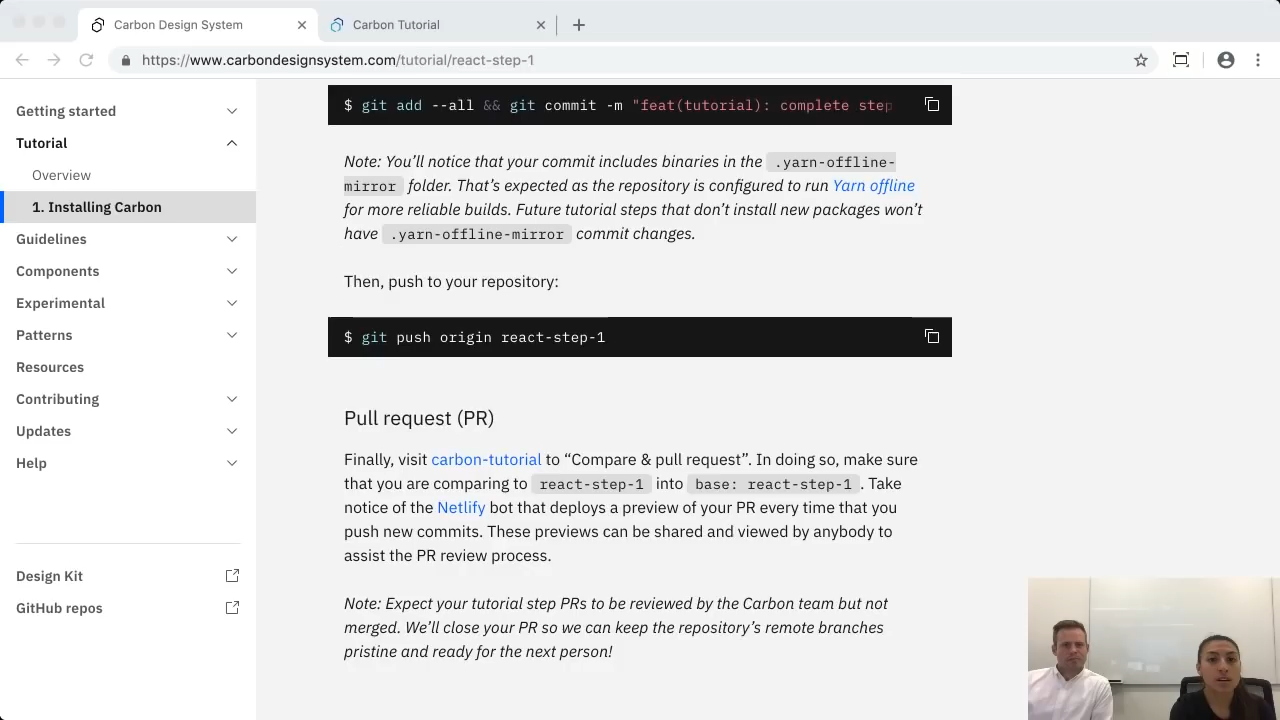 Carbon Design System
Carbon Tutorial
https://www.carbondesignsystem.com/tutorial/react-step-1
Getting started
Tutorial
Overview
1. Installing Carbon
Guidelines
Components
Experimental
Patterns
Resources
Contributing
Updates
Help
Design Kit
GitHub repos
$ git add --all && git commit -m "feat(tutorial): complete step
Note: You’ll notice that your commit includes binaries in the .yarn-offline-
mirror folder. That’s expected as the repository is configured to run Yarn offline
for more reliable builds. Future tutorial steps that don’t install new packages won’t
have .yarn-offline-mirror commit changes.
Then, push to your repository:
$ git push origin react-step-1
Pull request (PR)
Finally, visit carbon-tutorial to “Compare & pull request”. In doing so, make sure
that you are comparing to react-step-1 into base: react-step-1. Take
notice of the Netlify bot that deploys a preview of your PR every time that you
push new commits. These previews can be shared and viewed by anybody to
assist the PR review process.
Note: Expect your tutorial step PRs to be reviewed by the Carbon team but not
merged. We’ll close your PR so we can keep the repository’s remote branches
pristine and ready for the next person!